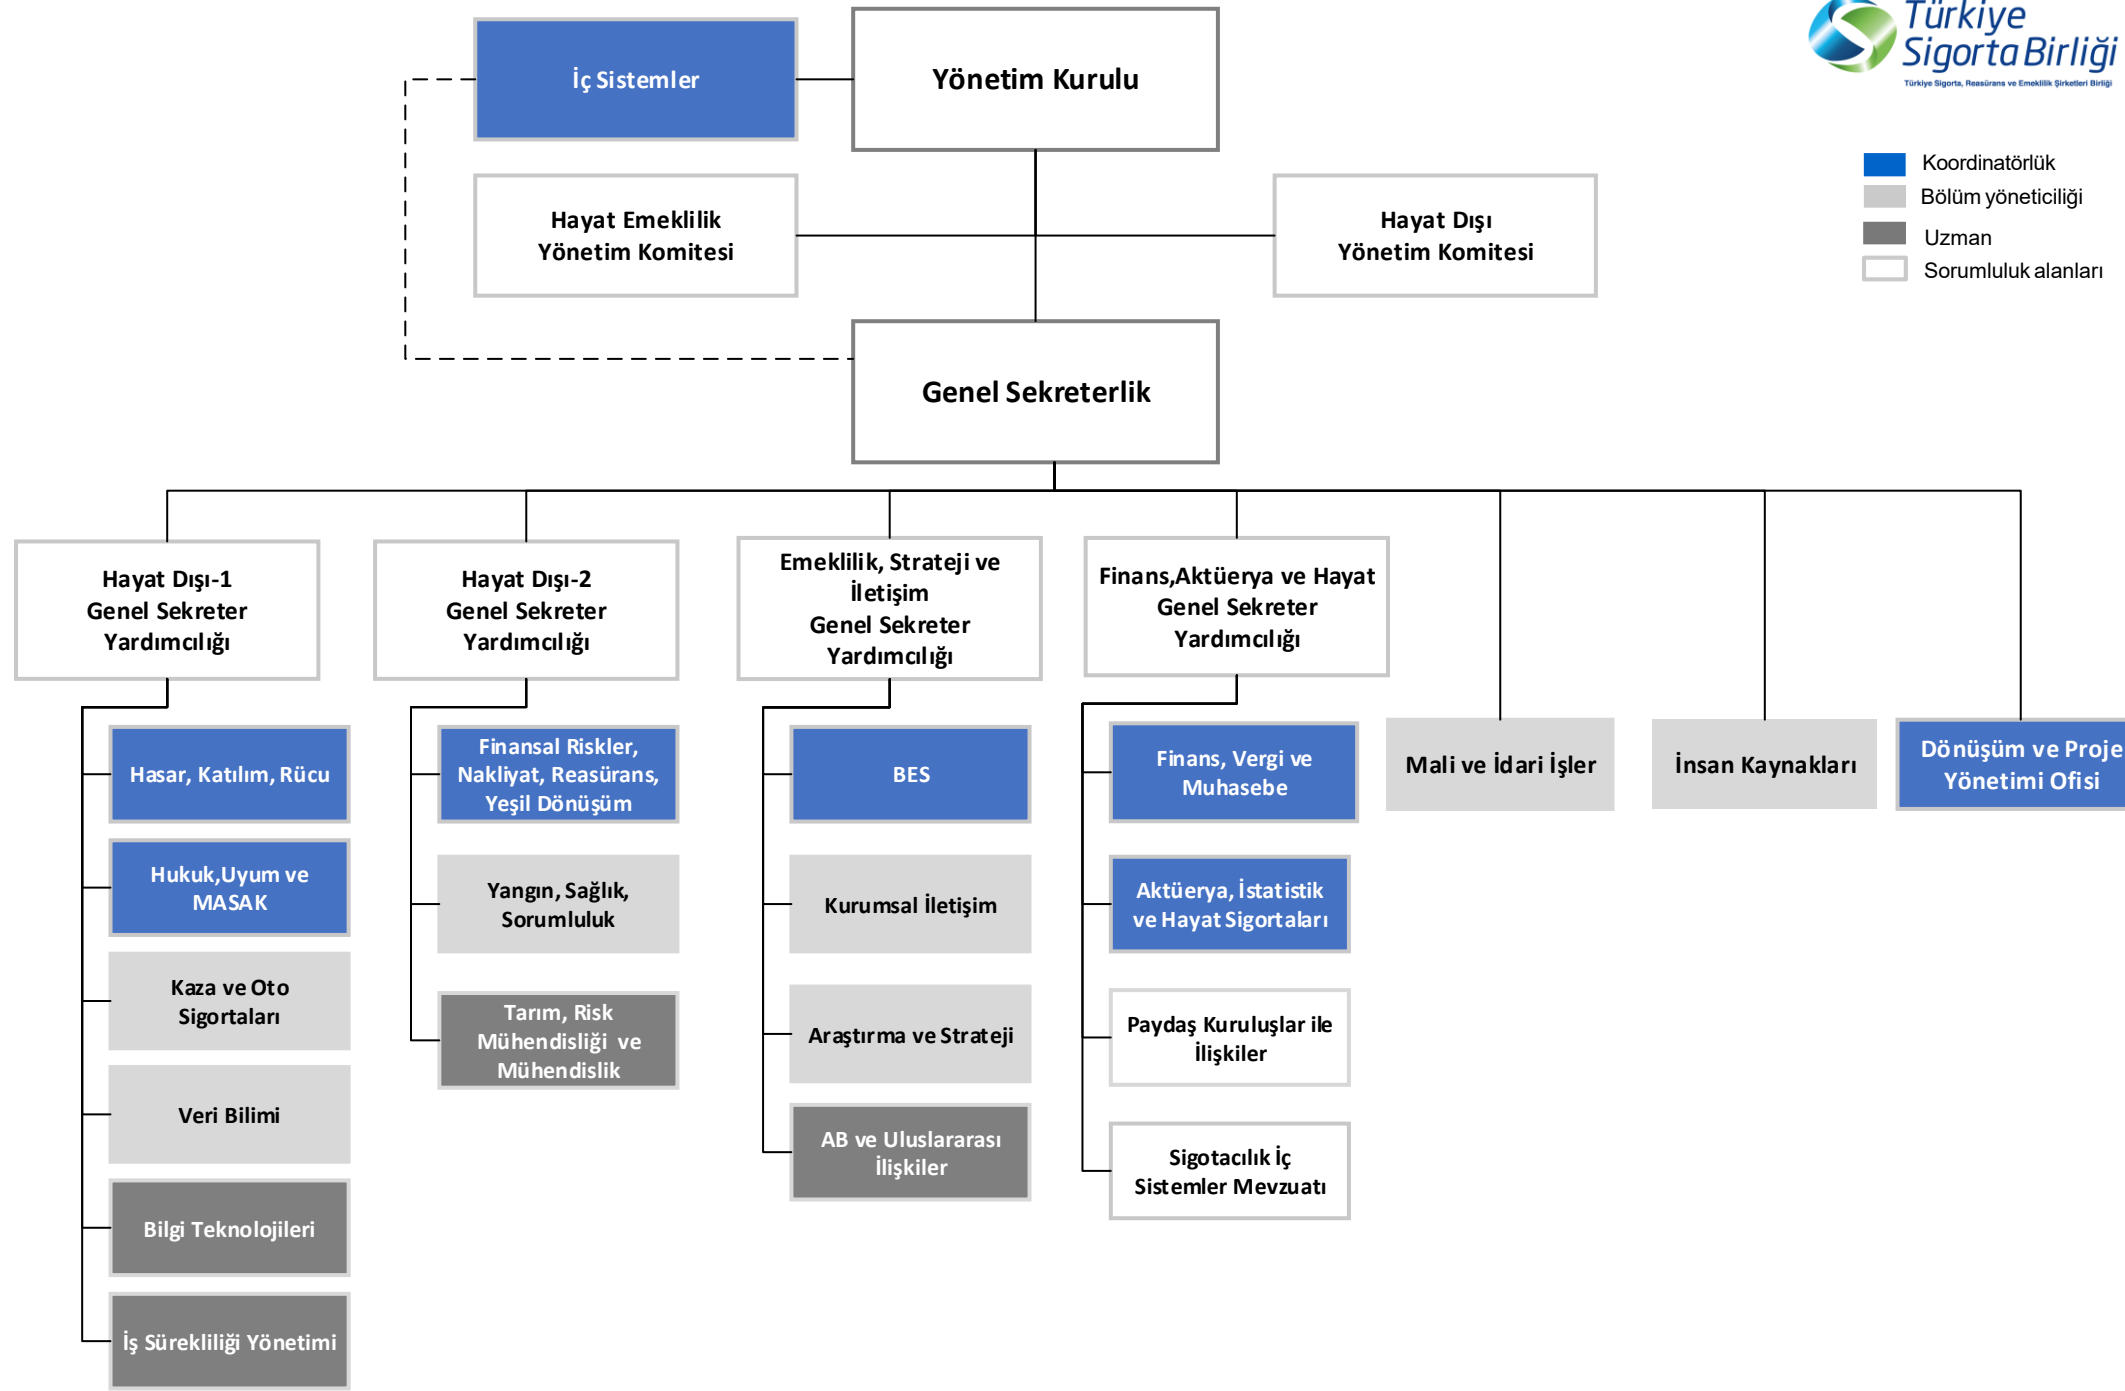 Türkiye
Sigorta Birliği
Türkiye Sigorta, Reasürans ve Emeklilik Şirketleri Birliği
İç Sistemler
Yönetim Kurulu
Koordinatörlük
Bölüm yöneticiliği
Uzman
Sorumluluk alanları
Hayat Emeklilik
Yönetim Komitesi
Hayat Dışı
Yönetim Komitesi
Genel Sekreterlik
Hayat Dışı-1
Genel Sekreter
Yardımcılığı
Hayat Dışı-2
Genel Sekreter
Yardımcılığı
Emeklilik, Strateji ve
İletişim
Genel Sekreter
Yardımcılığı
Finans,Aktüerya ve Hayat
Genel Sekreter
Yardımcılığı
Hasar, Katılım, Rücu
Hukuk,Uyum ve
MASAK
Kaza ve Oto
Sigortaları
Veri Bilimi
Bilgi Teknolojileri
İş Sürekliliği Yönetimi
Finansal Riskler,
Nakliyat, Reasürans,
Yeşil Dönüşüm
Yangın, Sağlık,
Sorumluluk
Tarım, Risk
Mühendisliği ve
Mühendislik
BES
Kurumsal İletişim
Araştırma ve Strateji
AB ve Uluslararası
İlişkiler
Finans, Vergi ve
Muhasebe
Aktüerya, İstatistik
ve Hayat Sigortaları
Paydaş Kuruluşlar ile
İlişkiler
Sigotacılık İç
Sistemler Mevzuatı
Mali ve İdari İşler
İnsan Kaynakları
Dönüşüm ve Proje
Yönetimi Ofisi